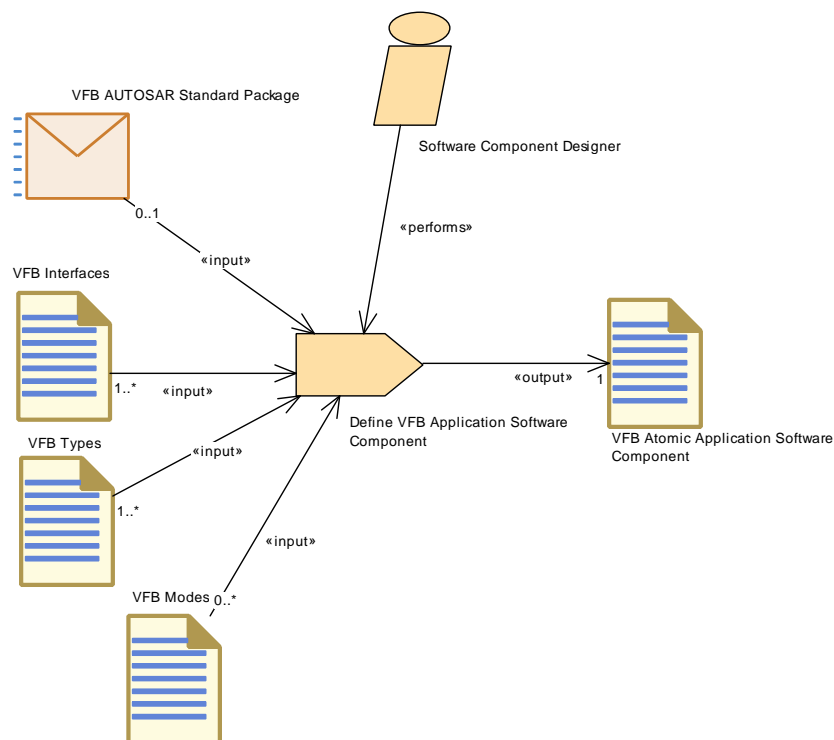 VFB AUTOSAR Standard Package
Software Component Designer
0..1
«performs»
«input»
VFB Interfaces
1..*
«input»
«output»
1
Define VFB Application Software
Component
VFB Atomic Application Software
Component
VFB Types
«input»
1..*
«input»
VFB Modes
0..*